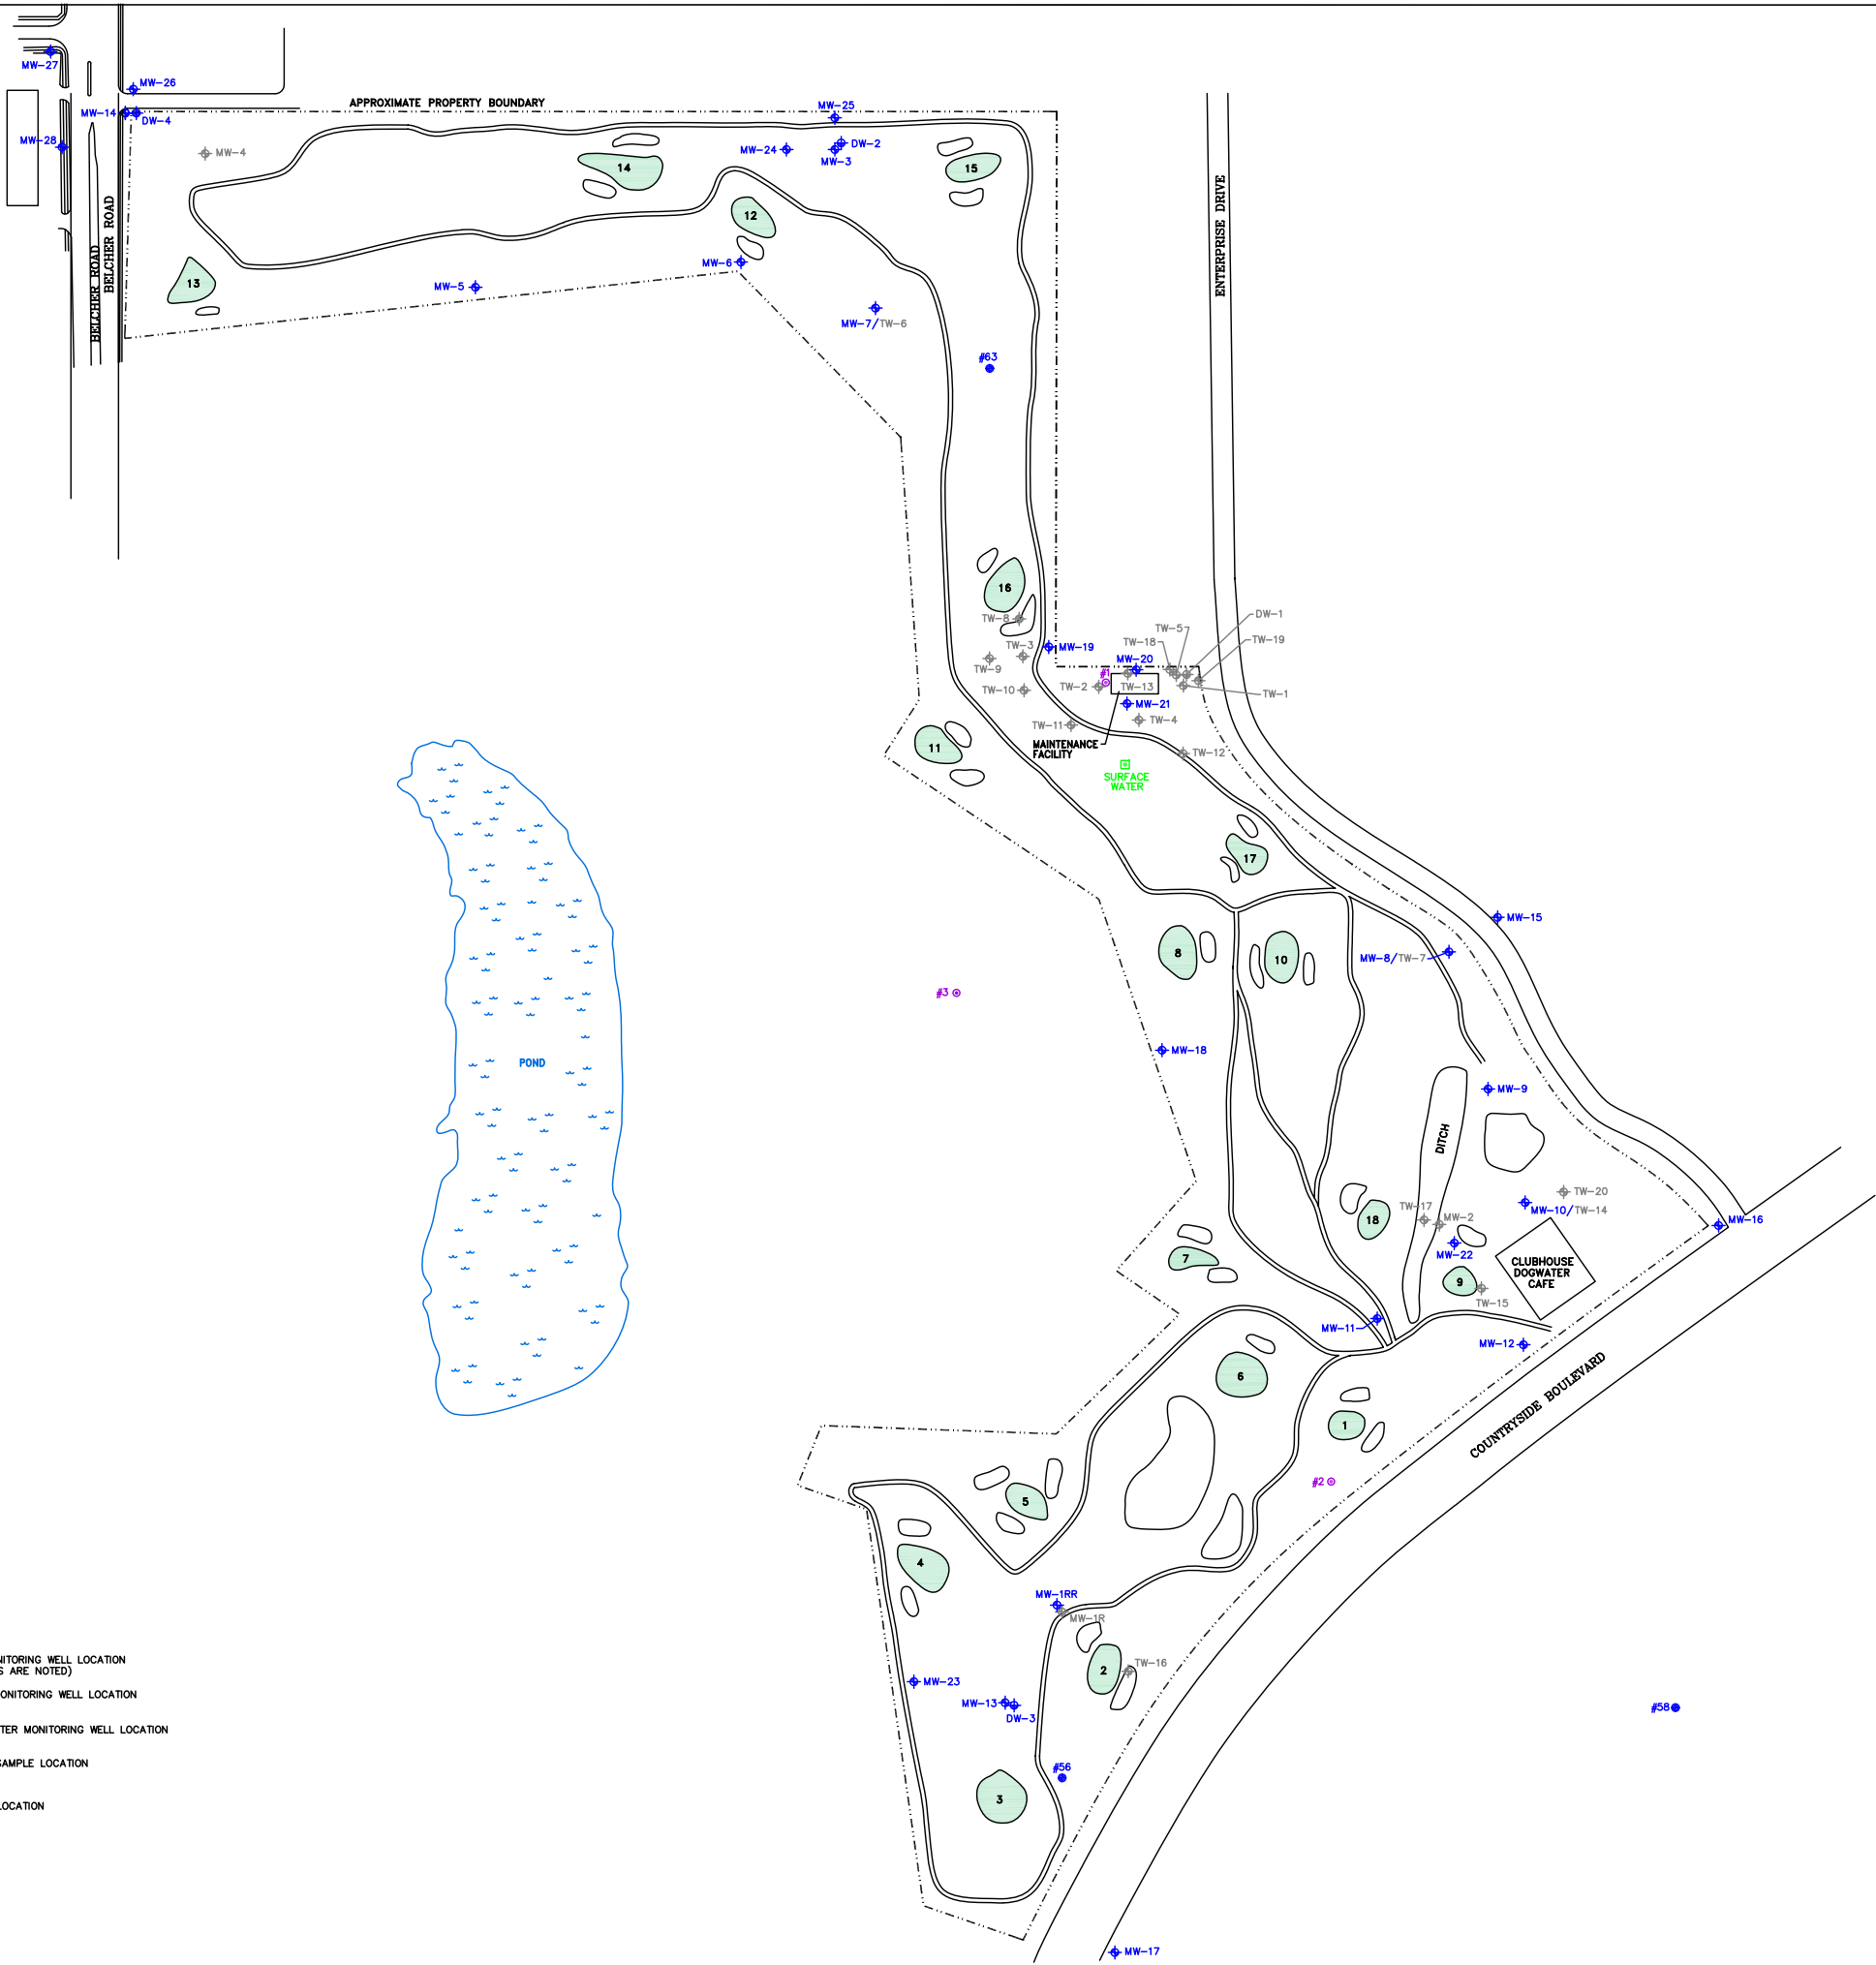 MW-27
MW-26
MW-14
DW-4
MW-28
MW-4
APPROXIMATE PROPERTY BOUNDARY
MW-25
MW-24
DW-2
MW-3
14
15
12
13
MW-6
MW-5
MW-7/TW-6
#63
BELCHER ROAD
BELCHER ROAD
ENTERPRISE DRIVE
16
TW-8
TW-3
TW-9
TW-10
MW-19
TW-5
TW-18
DW-1
TW-19
MW-20
#1
TW-2
TW-13
TW-1
MW-21
TW-4
TW-11
MAINTENANCE
FACILITY
TW-12
11
SURFACE
WATER
17
MW-15
8
10
MW-8/TW-7
#3
MW-18
POND
MW-9
DITCH
TW-20
MW-10/TW-14
18
TW-17
MW-2
MW-22
MW-16
7
CLUBHOUSE
DOGWATER
CAFE
9
TW-15
MW-11
MW-12
6
1
COUNTRYSIDE BOULEVARD
#2
5
4
MW-1RR
MW-1R
2
TW-16
MW-23
MW-13
DW-3
#58
#56
3
MW-17
NITORING WELL LOCATION
S ARE NOTED)
ONITORING WELL LOCATION
TER MONITORING WELL LOCATION
SAMPLE LOCATION
LOCATION